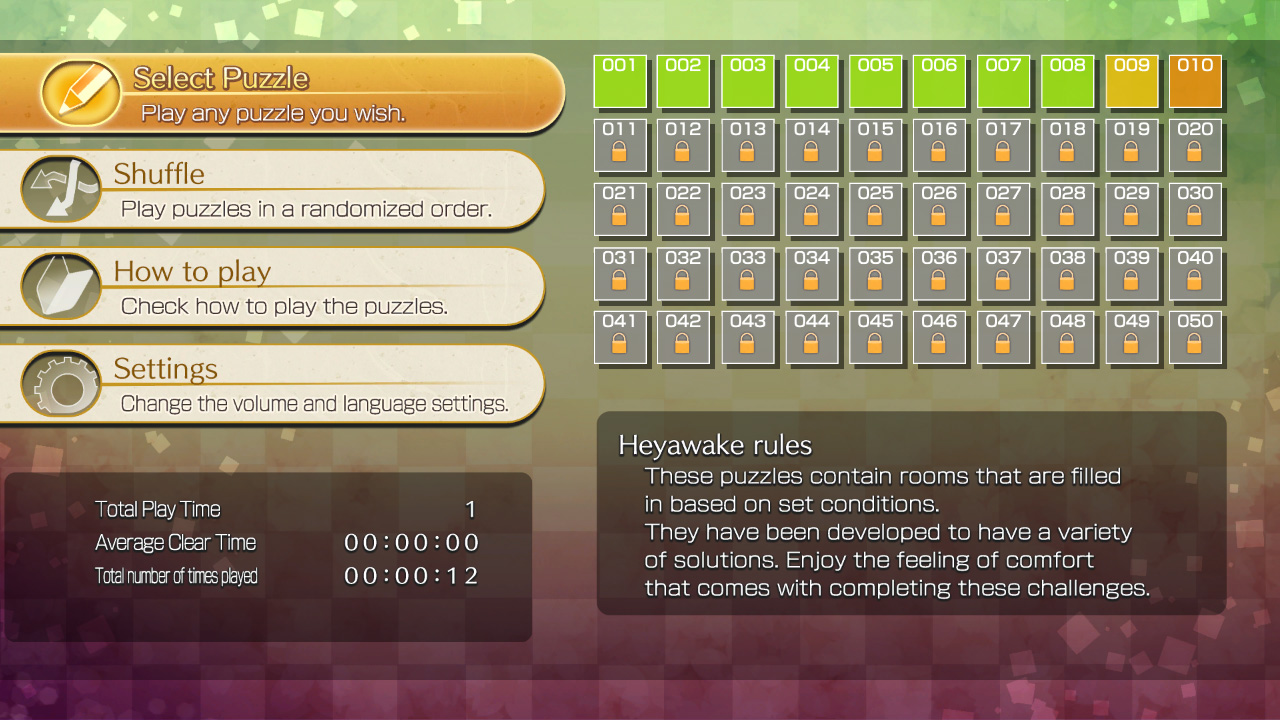 Select Puzzle
Play any puzzle you wish.
Shuffle
Play puzzles in a randomized order.
How to play
Check how to play the puzzles.
Settings
Change the volume and language settings.
Total Play Time 1
Average Clear Time 00:00:00
Total number of times played 00:00:12
001 002 003 004 005 006 007 008 009 010
011 012 013 014 015 016 017 018 019 020
021 022 023 024 025 026 027 028 029 030
031 032 033 034 035 036 037 038 039 040
041 042 043 044 045 046 047 048 049 050
Heyawake rules
These puzzles contain rooms that are filled
in based on set conditions.
They have been developed to have a variety
of solutions. Enjoy the feeling of comfort
that comes with completing these challenges.